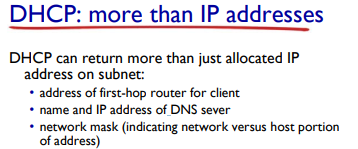 DHCP: more than IP addresses
DHCP can return more than just allocated IP
address on subnet:
• address of first-hop router for client
• name and IP address of DNS sever
• network mask (indicating network versus host portion
of address)